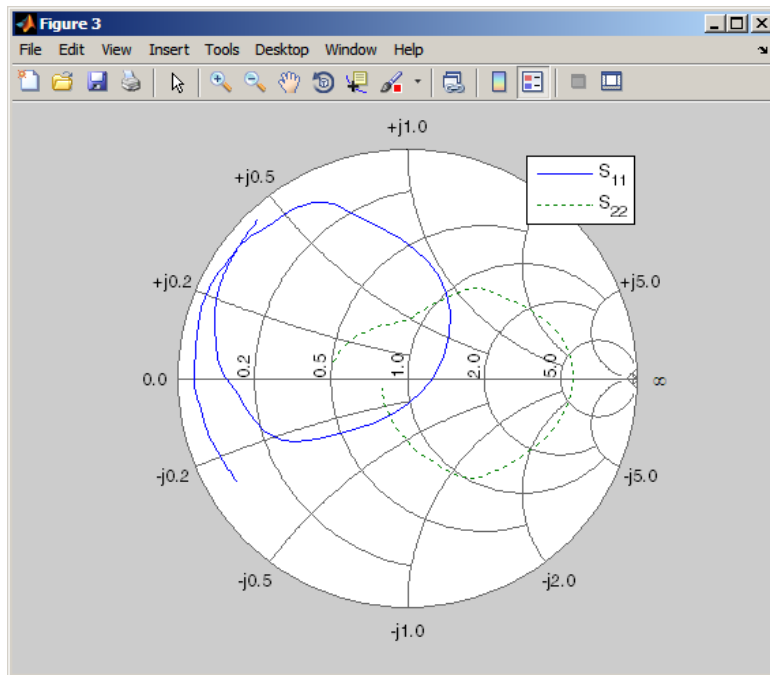 Figure 3
File Edit View Insert Tools Desktop Window Help
+j1.0
S11
S22
+j0.5
+j0.2
+j5.0
0.0
0.2
0.5
1.0
2.0
5.0
∞
-j0.2
-j5.0
-j0.5
-j2.0
-j1.0